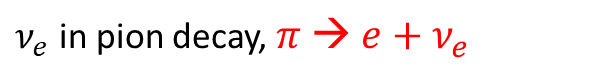 𝜈ₑ in pion decay, 𝜋 → 𝑒 + 𝜈ₑ